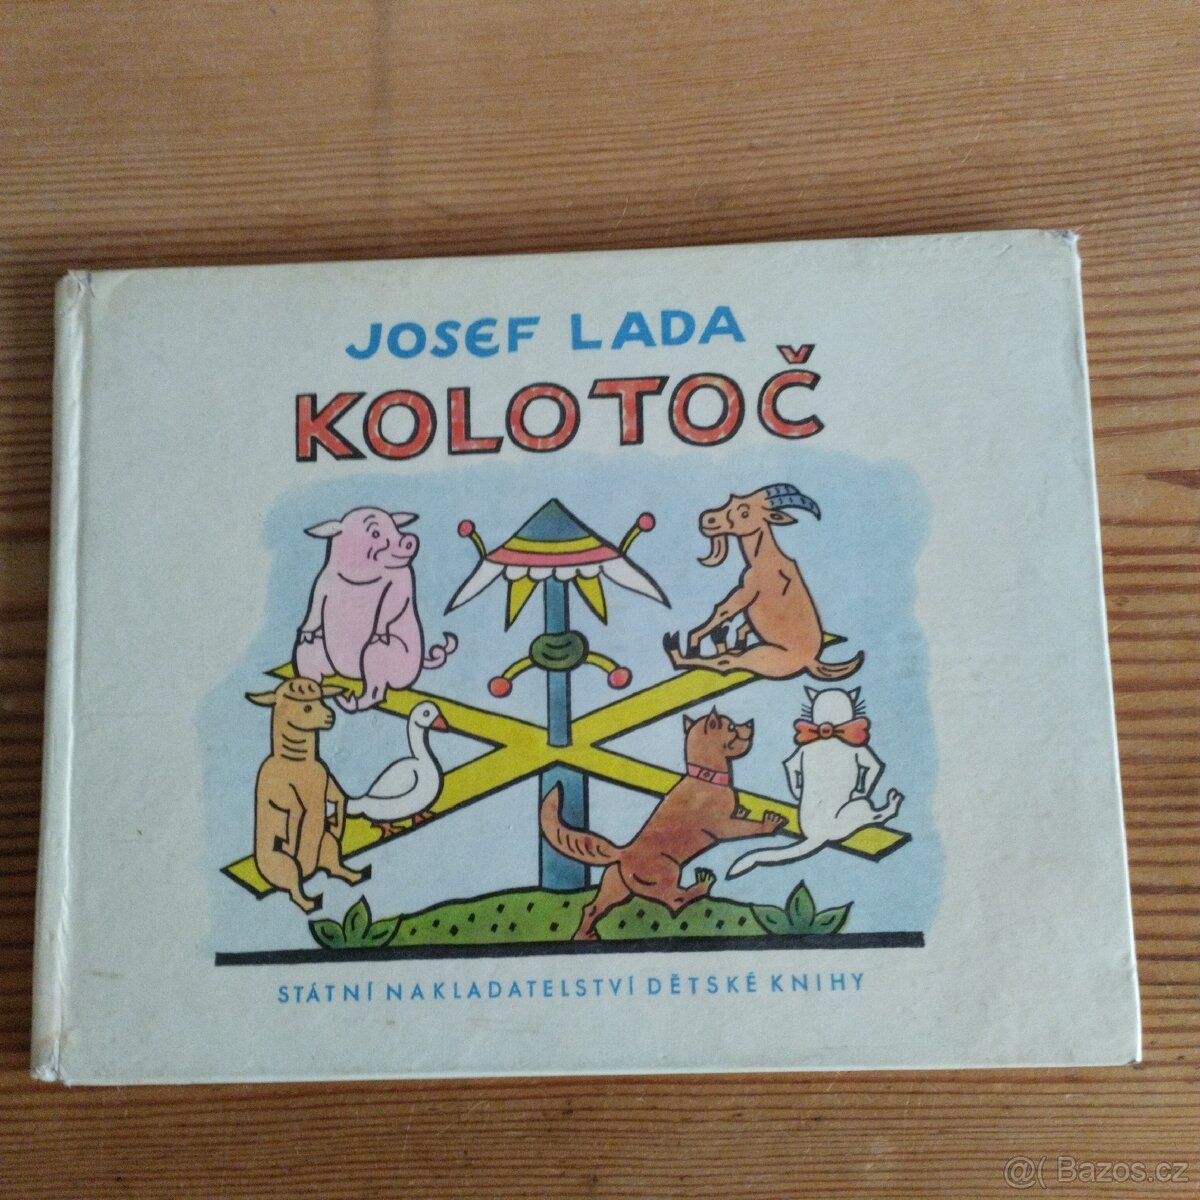 JOSEF LADA
KOLOTOČ
STÁTNÍ NAKLADATELSTVÍ DĚTSKÉ KNIHY
@( Bazos.cz